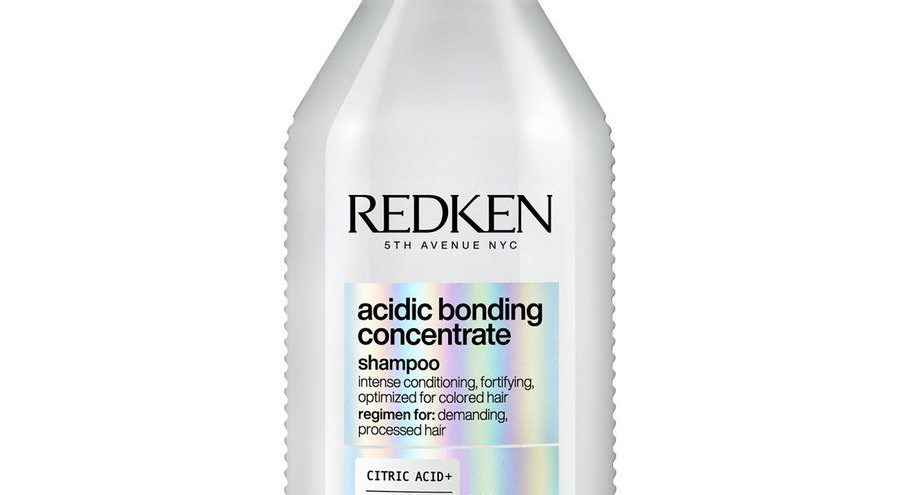 REDKEN
5TH AVENUE NYC
acidic bonding
concentrate
shampoo
intense conditioning, fortifying,
optimized for colored hair
regimen for: demanding,
processed hair
CITRIC ACID+